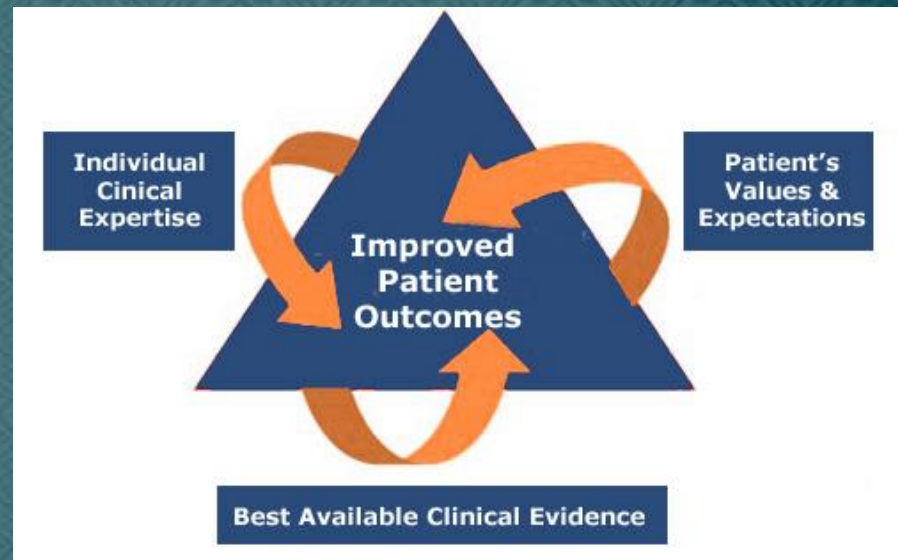 Individual
Cinical
Expertise
Patient's
Values &
Expectations
Improved
Patient
Outcomes
Best Available Clinical Evidence